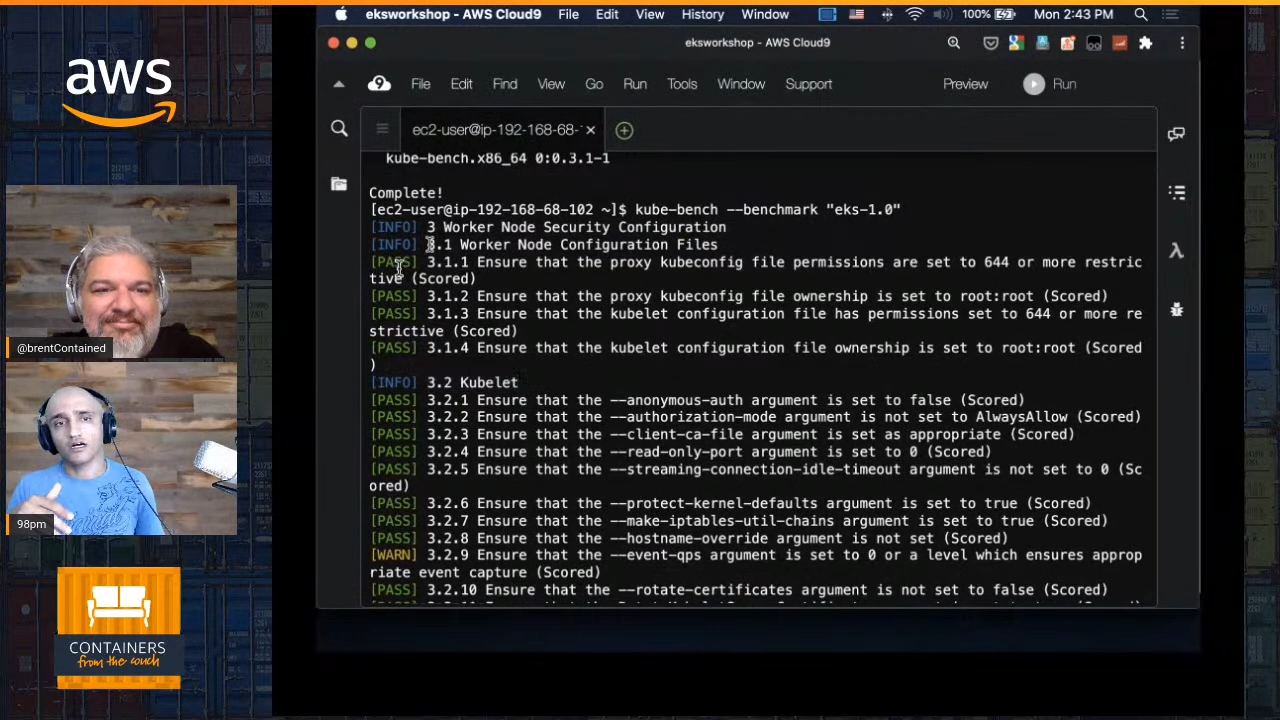 aws
@brentContained
98pm
CONTAINERS
from the couch
eksworkshop - AWS Cloud9 File Edit View History Window 100% Mon 2:43 PM
eksworkshop - AWS Cloud9
File Edit Find View Go Run Tools Window Support Preview Run
ec2-user@ip-192-168-68-
kube-bench.x86_64 0:0.3.1-1
Complete!
[ec2-user@ip-192-168-68-102 ~]$ kube-bench --benchmark "eks-1.0"
[INFO] 3 Worker Node Security Configuration
[INFO] 3.1 Worker Node Configuration Files
[PASS] 3.1.1 Ensure that the proxy kubeconfig file permissions are set to 644 or more restric
tive (Scored)
[PASS] 3.1.2 Ensure that the proxy kubeconfig file ownership is set to root:root (Scored)
[PASS] 3.1.3 Ensure that the kubelet configuration file has permissions set to 644 or more re
strictive (Scored)
[PASS] 3.1.4 Ensure that the kubelet configuration file ownership is set to root:root (Scored
)
[INFO] 3.2 Kubelet
[PASS] 3.2.1 Ensure that the --anonymous-auth argument is set to false (Scored)
[PASS] 3.2.2 Ensure that the --authorization-mode argument is not set to AlwaysAllow (Scored)
[PASS] 3.2.3 Ensure that the --client-ca-file argument is set as appropriate (Scored)
[PASS] 3.2.4 Ensure that the --read-only-port argument is set to 0 (Scored)
[PASS] 3.2.5 Ensure that the --streaming-connection-idle-timeout argument is not set to 0 (Sc
ored)
[PASS] 3.2.6 Ensure that the --protect-kernel-defaults argument is set to true (Scored)
[PASS] 3.2.7 Ensure that the --make-iptables-util-chains argument is set to true (Scored)
[PASS] 3.2.8 Ensure that the --hostname-override argument is not set (Scored)
[WARN] 3.2.9 Ensure that the --event-qps argument is set to 0 or a level which ensures approp
riate event capture (Scored)
[PASS] 3.2.10 Ensure that the --rotate-certificates argument is not set to false (Scored)